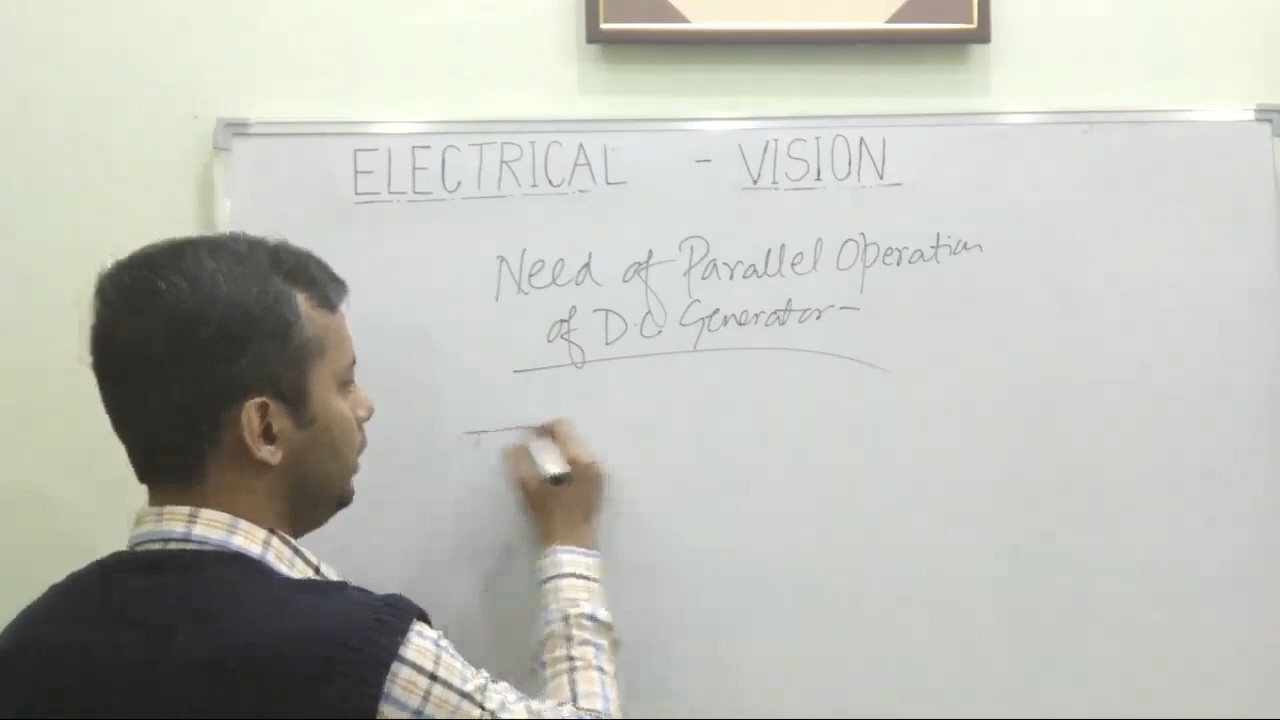 ELECTRICAL - VISION
Need of Parallel Operation
of D.C Generator-